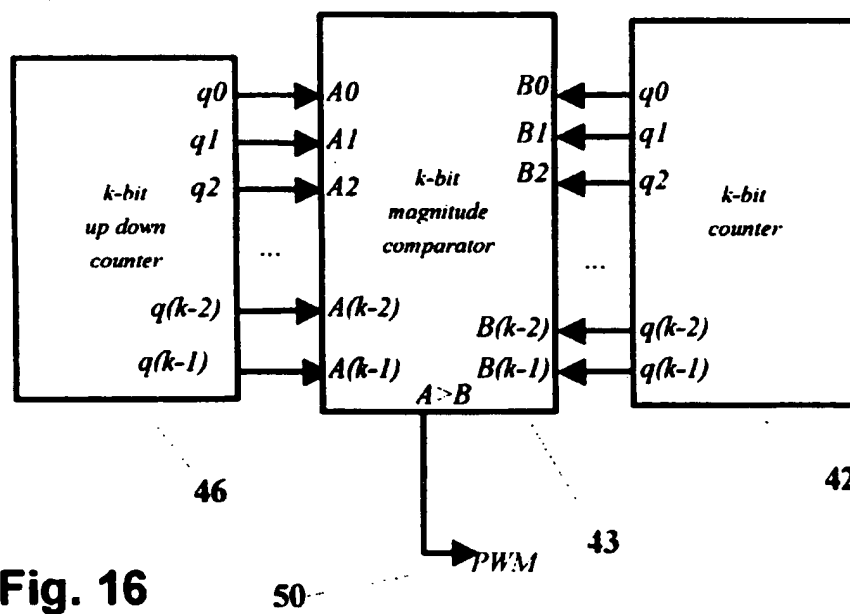 q0 A0 B0 q0
q1 A1 B1 q1
q2 A2 B2 q2
k-bit
up down
counter
k-bit
magnitude
comparator
k-bit
counter
... ...
q(k-2) A(k-2) B(k-2) q(k-2)
q(k-1) A(k-1) B(k-1) q(k-1)
A>B
46 43 42
PWM
50
Fig. 16